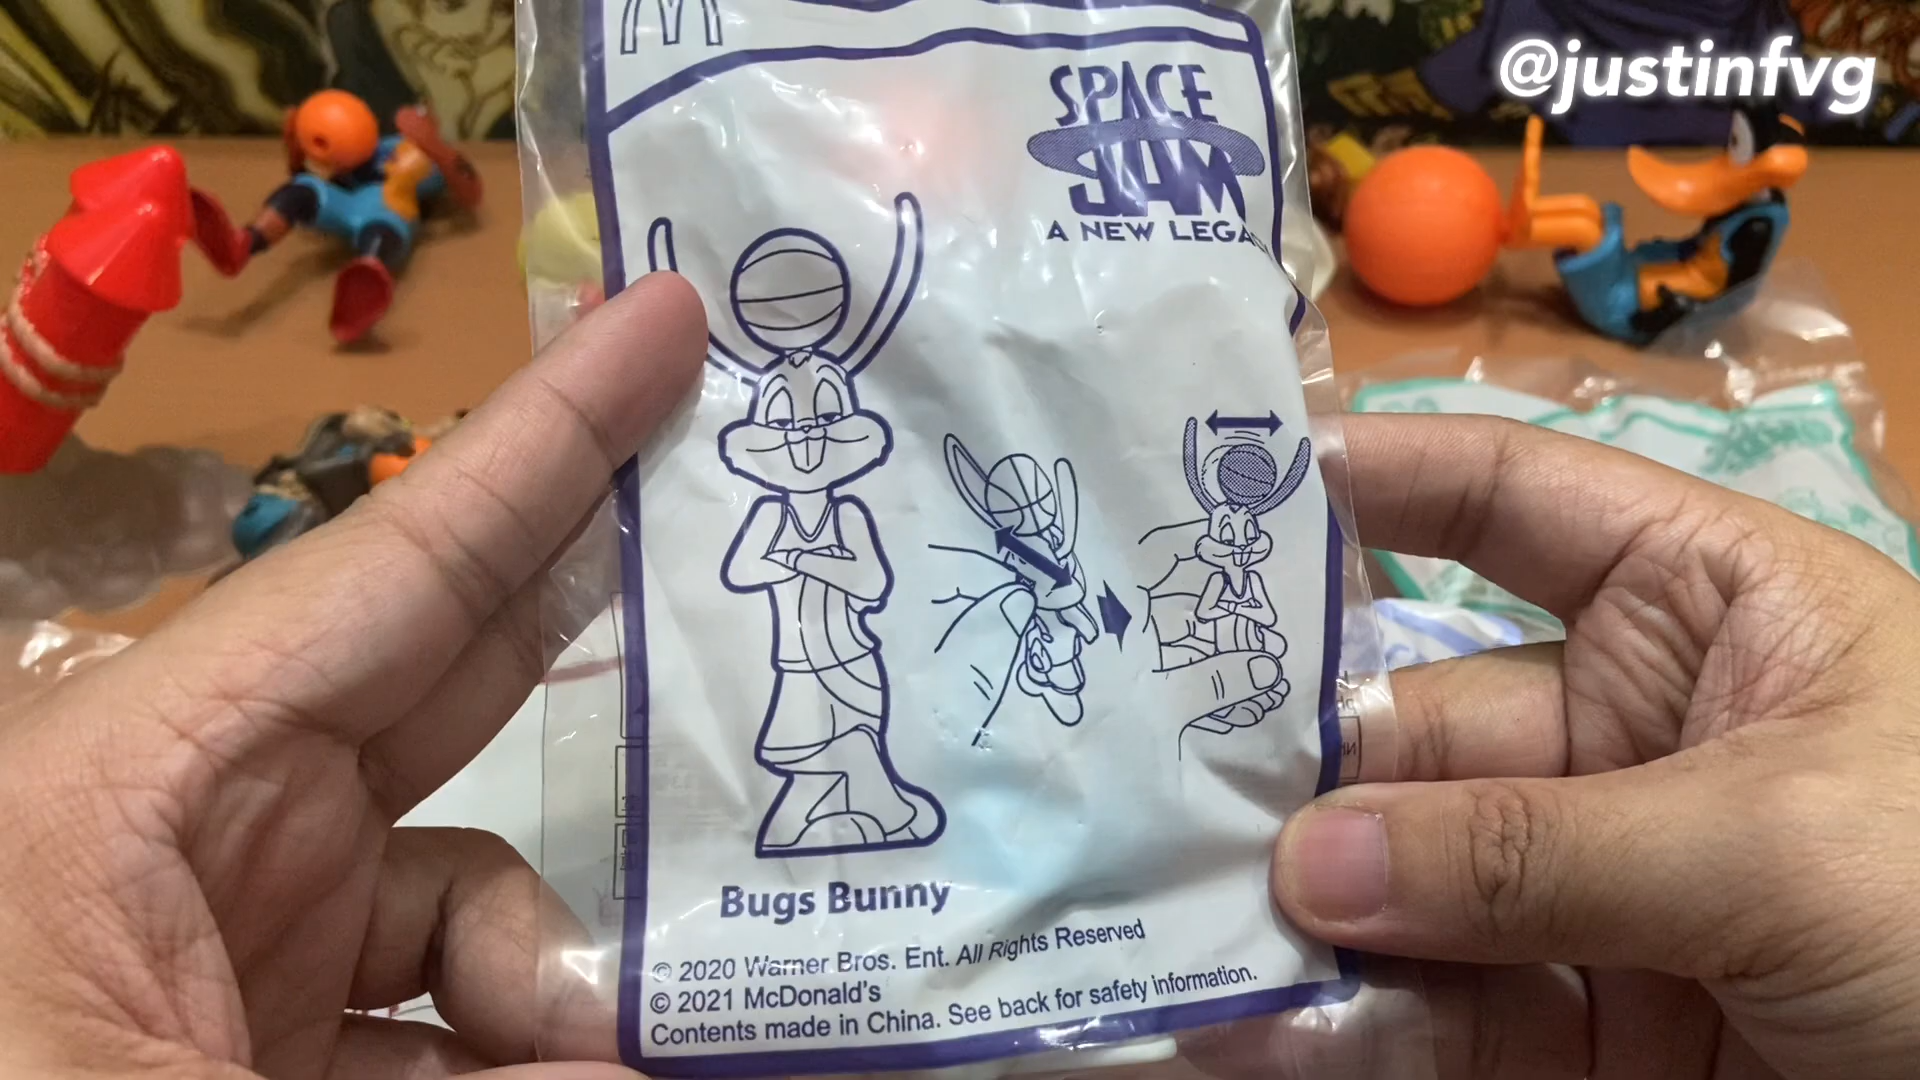 @justinfvg
SPACE
JAM
A NEW LEGA
Bugs Bunny
© 2020 Warner Bros. Ent. All Rights Reserved
© 2021 McDonald's
Contents made in China. See back for safety information.